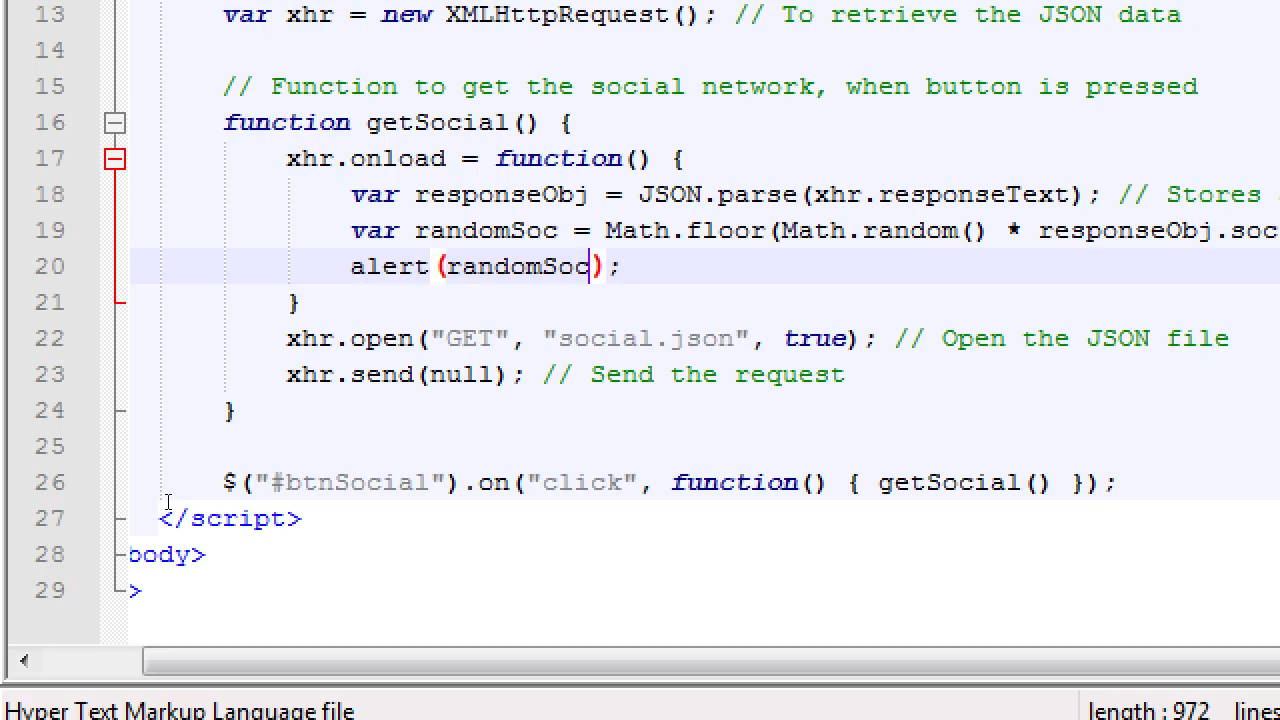 13 var xhr = new XMLHttpRequest(); // To retrieve the JSON data
14
15 // Function to get the social network, when button is pressed
16 function getSocial() {
17 xhr.onload = function() {
18 var responseObj = JSON.parse(xhr.responseText); // Stores
19 var randomSoc = Math.floor(Math.random() * responseObj.soc
20 alert(randomSoc);
21 }
22 xhr.open("GET", "social.json", true); // Open the JSON file
23 xhr.send(null); // Send the request
24 }
25
26 $("#btnSocial").on("click", function() { getSocial() });
27 </script>
28 body>
29 >
Hyper Text Markup Language file length : 972 lines